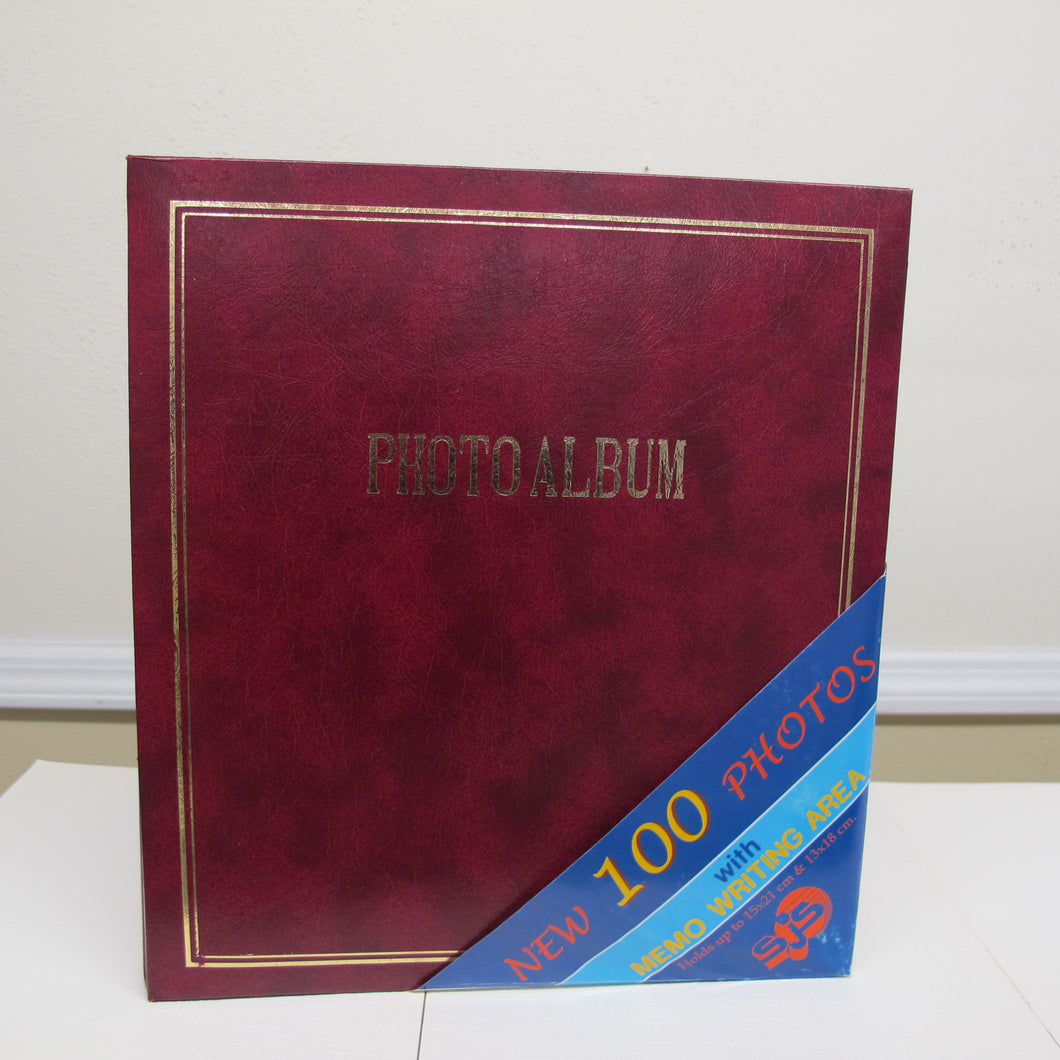 PHOTO ALBUM
NEW 100 PHOTOS
with
MEMO WRITING AREA
Holds up to 15x21 cm & 13x18 cm.
SJS